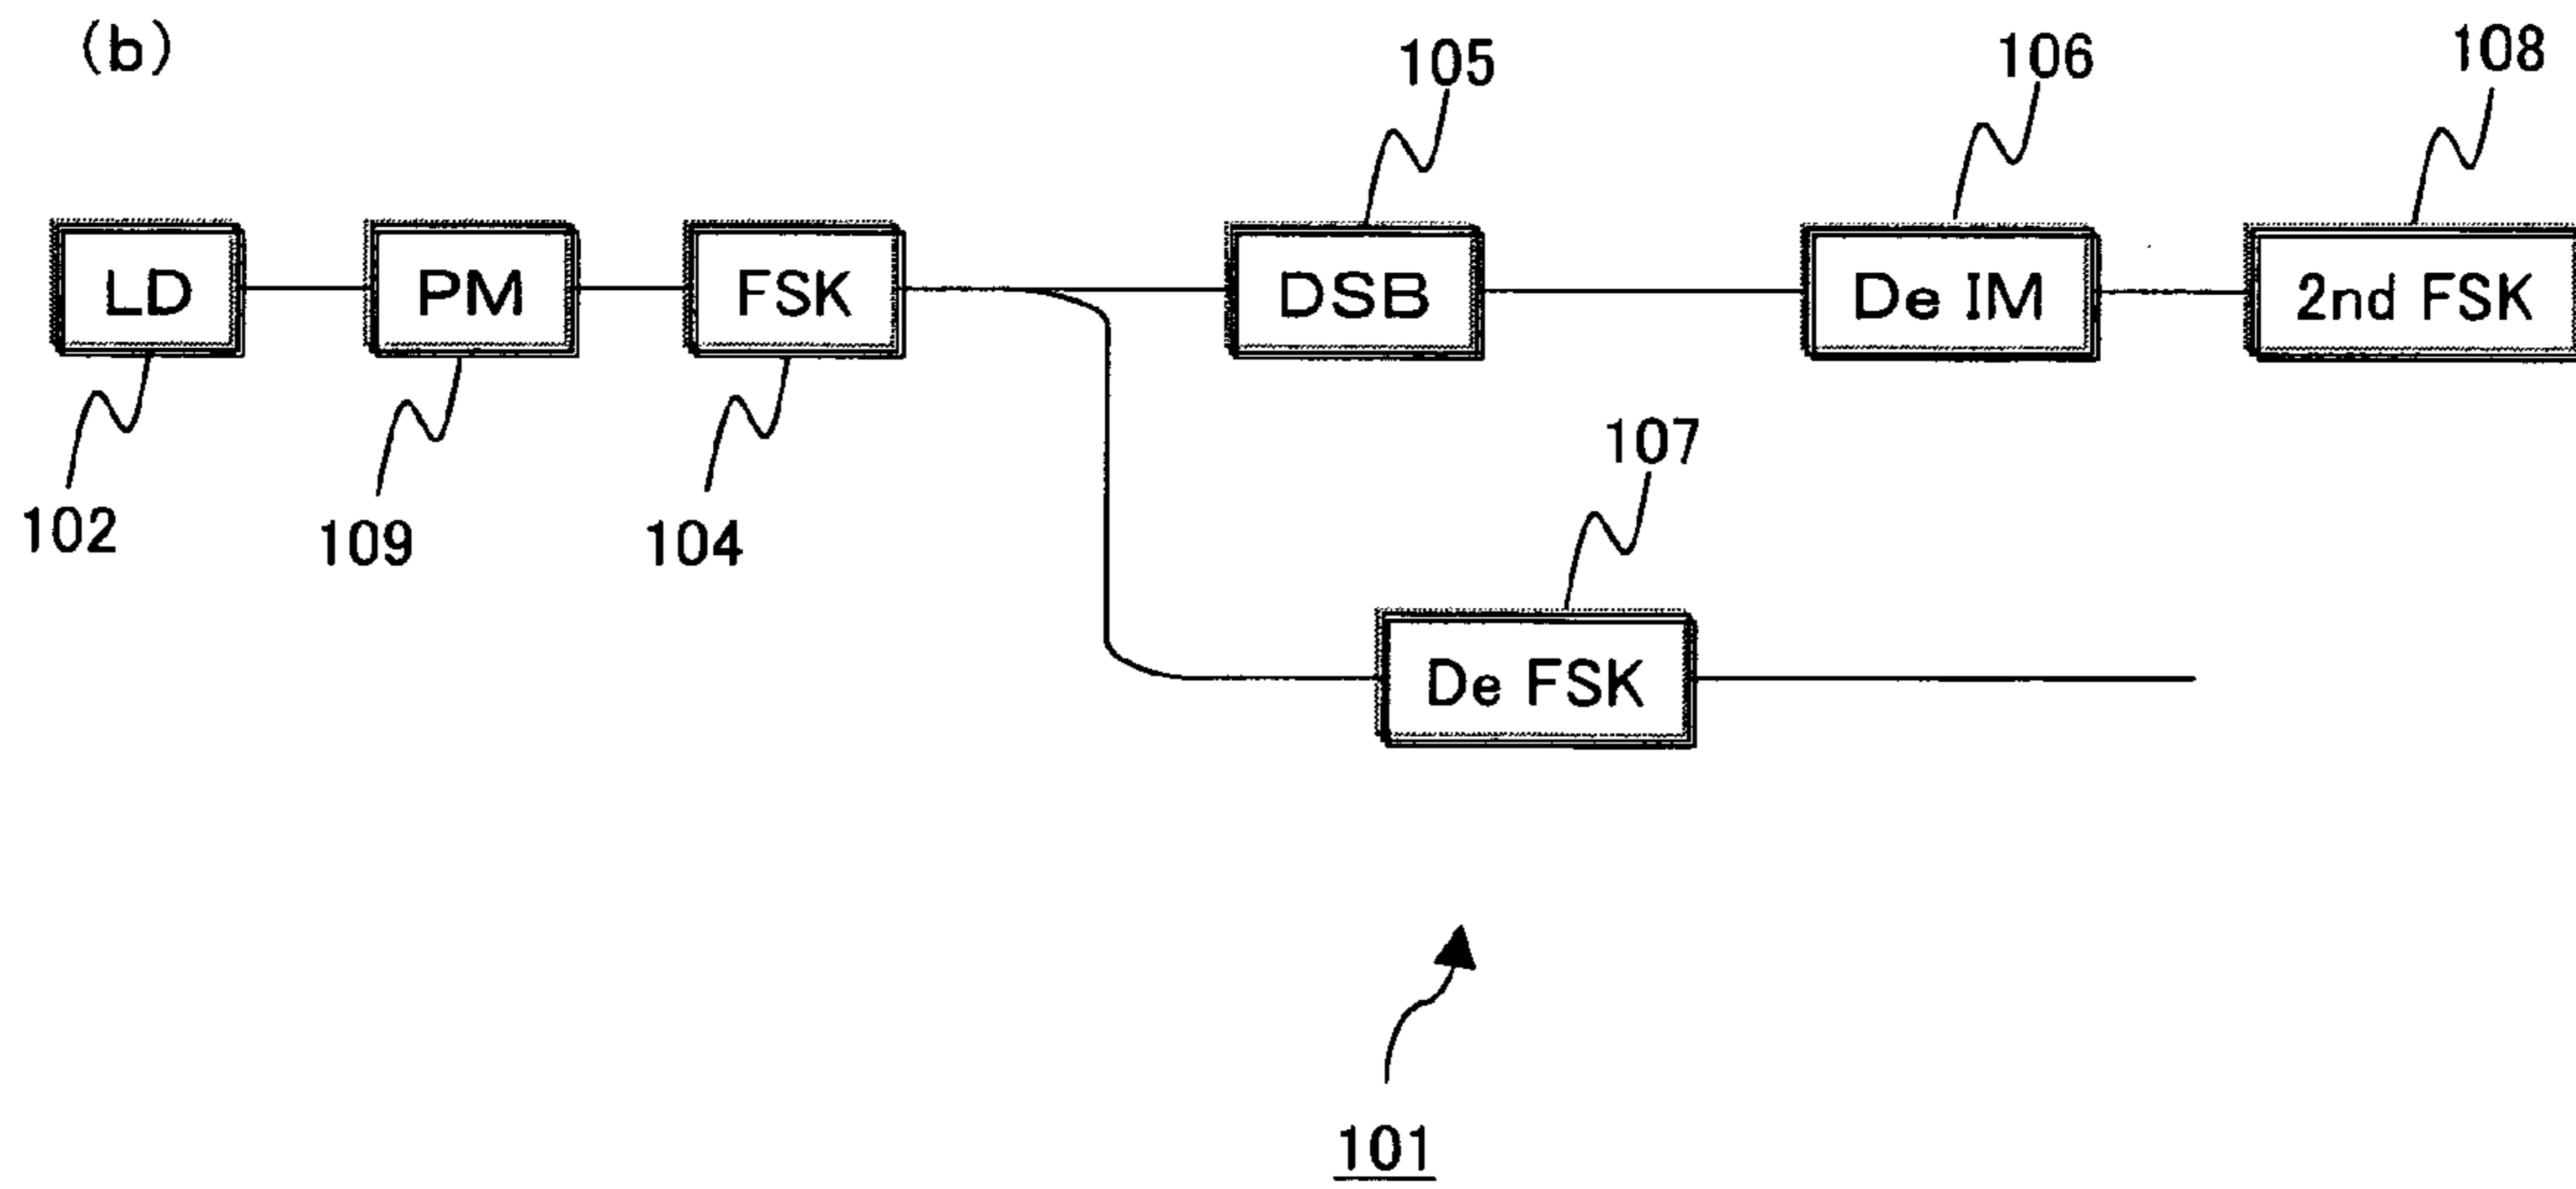 (b)
105
106
108
LD
PM
FSK
DSB
De IM
2nd FSK
102
109
104
107
De FSK
101